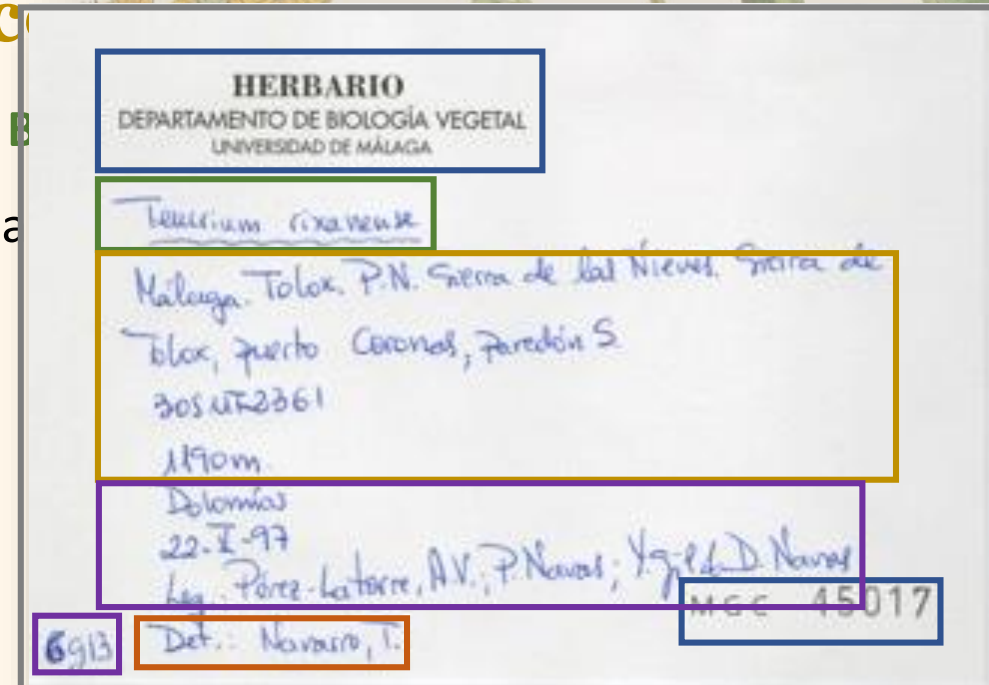 HERBARIO
DEPARTAMENTO DE BIOLOGÍA VEGETAL
UNIVERSIDAD DE MÁLAGA
Teucrium rixanense
Málaga. Tolox. P.N. Sierra de las Nieves. Sierra de
Tolox, puerto Coronas, paredón S.
30SUF2361
1190m
Dolomías
22-X-97
Leg.: Pérez-Latorre, A.V.; P. Navas; Y. Gil & D. Navas
MGC 45017
6913
Det.: Navarro, T.